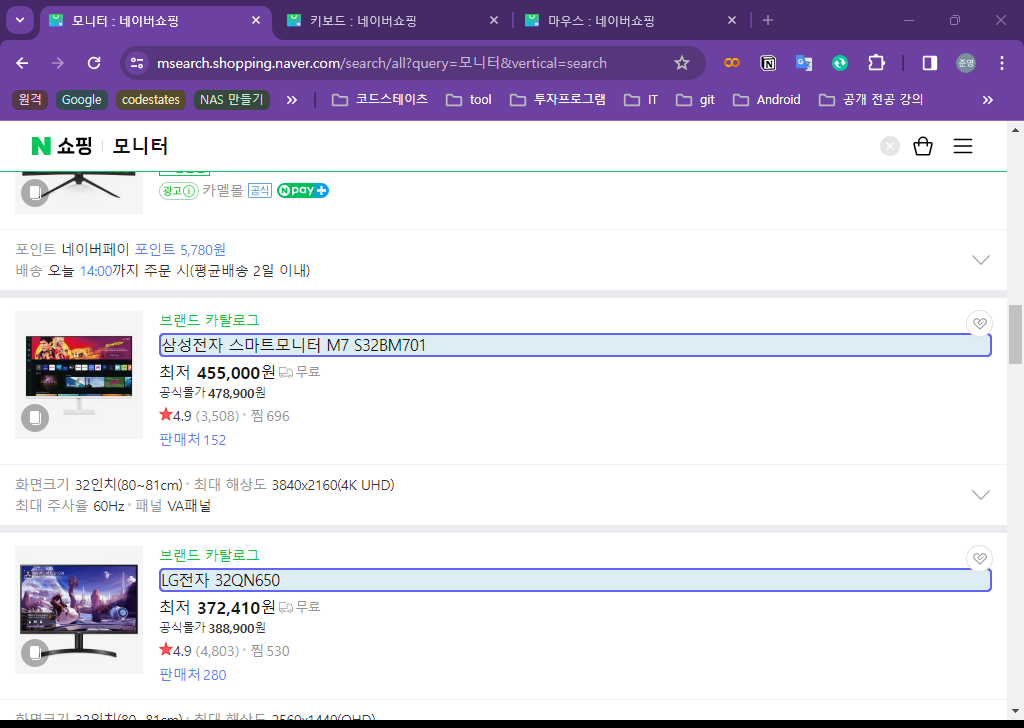 모니터 : 네이버쇼핑
키보드 : 네이버쇼핑
마우스 : 네이버쇼핑
msearch.shopping.naver.com/search/all?query=모니터&vertical=search
준영
원격 Google codestates NAS 만들기 » 코드스테이츠 tool 투자프로그램 IT git Android 공개 전공 강의 »
N 쇼핑 모니터
광고 카멜몰 공식 N pay +
포인트 네이버페이 포인트 5,780원
배송 오늘 14:00까지 주문 시(평균배송 2일 이내)
브랜드 카탈로그
삼성전자 스마트모니터 M7 S32BM701
최저 455,000원 무료
공식몰가 478,900원
★4.9 (3,508) · 찜 696
판매처 152
화면크기 32인치(80~81cm) · 최대 해상도 3840x2160(4K UHD)
최대 주사율 60Hz · 패널 VA패널
브랜드 카탈로그
LG전자 32QN650
최저 372,410원 무료
공식몰가 388,900원
★4.9 (4,803) · 찜 530
판매처 280
화면크기 32인치(80~81cm) · 최대 해상도 2560x1440(QHD)